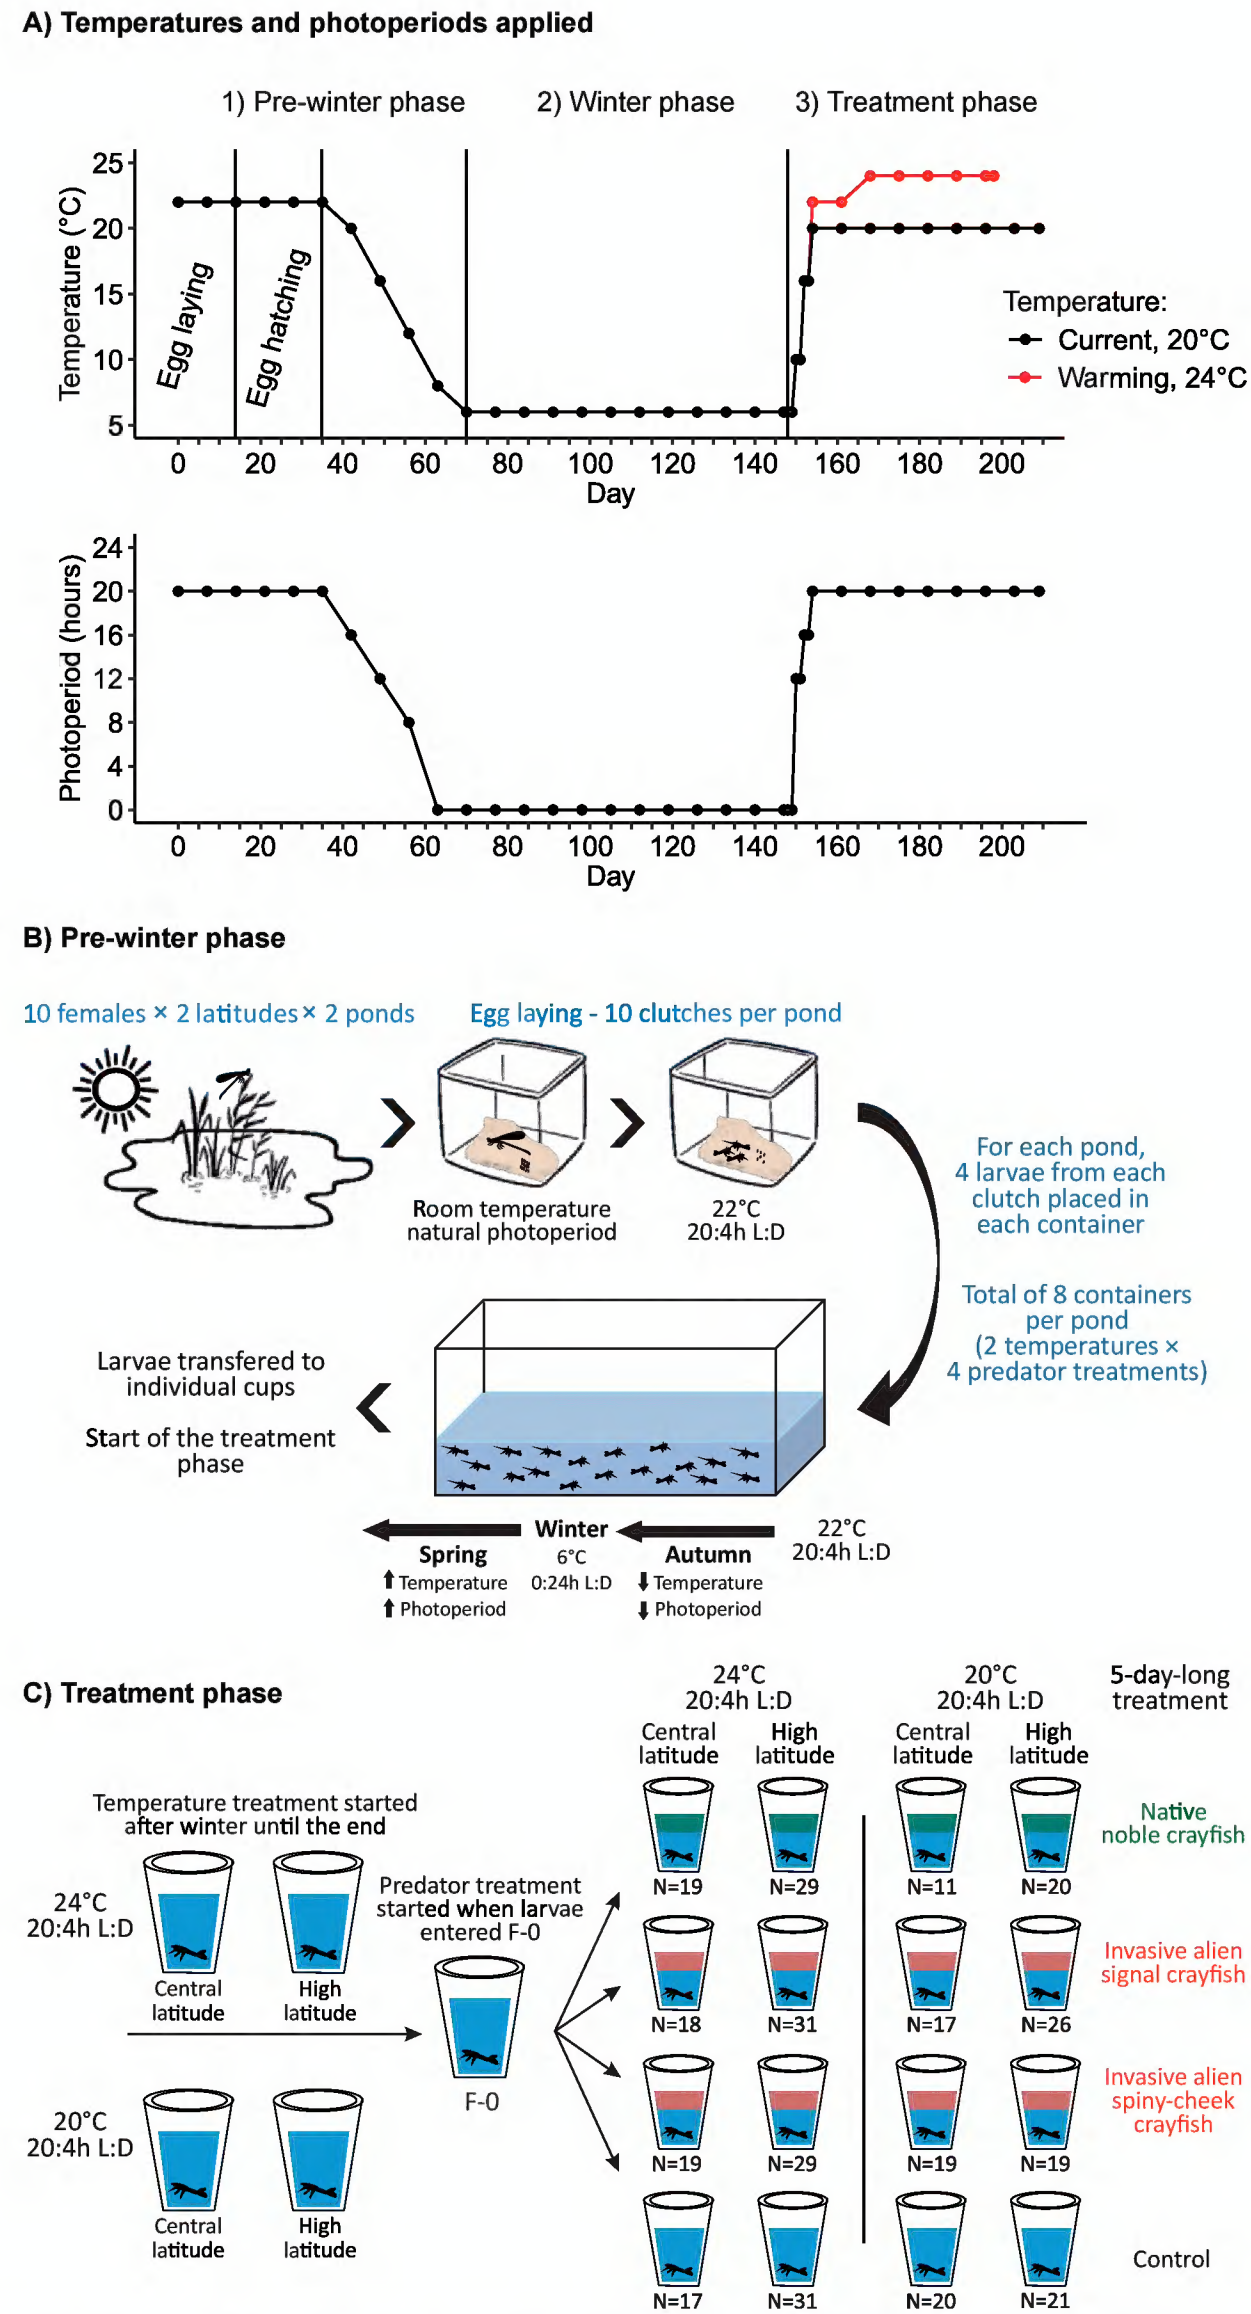 A) Temperatures and photoperiods applied
1) Pre-winter phase
2) Winter phase
3) Treatment phase
Temperature (°C)
25
20
15
10
5
Egg laying
Egg hatching
Temperature:
Current, 20°C
Warming, 24°C
0 20 40 60 80 100 120 140 160 180 200
Day
Photoperiod (hours)
24
20
16
12
8
4
0
0 20 40 60 80 100 120 140 160 180 200
Day
B) Pre-winter phase
10 females × 2 latitudes × 2 ponds
Egg laying - 10 clutches per pond
Room temperature
natural photoperiod
22°C
20:4h L:D
For each pond,
4 larvae from each
clutch placed in
each container
Total of 8 containers
per pond
(2 temperatures ×
4 predator treatments)
Larvae transfered to
individual cups
Start of the treatment
phase
22°C
20:4h L:D
Autumn
Temperature
Photoperiod
Winter
6°C
0:24h L:D
Spring
Temperature
Photoperiod
C) Treatment phase
Temperature treatment started
after winter until the end
24°C
20:4h L:D
Central
latitude
High
latitude
20°C
20:4h L:D
Central
latitude
High
latitude
Predator treatment
started when larvae
entered F-0
F-0
24°C
20:4h L:D
20°C
20:4h L:D
5-day-long
treatment
Central
latitude
High
latitude
Central
latitude
High
latitude
Native
noble crayfish
N=19 N=29 N=11 N=20
Invasive alien
signal crayfish
N=18 N=31 N=17 N=26
Invasive alien
spiny-cheek
crayfish
N=19 N=29 N=19 N=19
Control
N=17 N=31 N=20 N=21